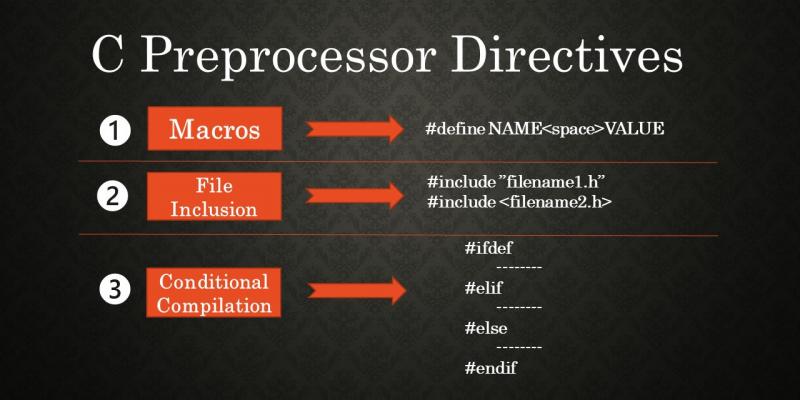 C Preprocessor Directives
1
Macros
#define NAME<space>VALUE
2
File
Inclusion
#include ”filename1.h”
#include <filename2.h>
3
Conditional
Compilation
#ifdef
--------
#elif
--------
#else
--------
#endif